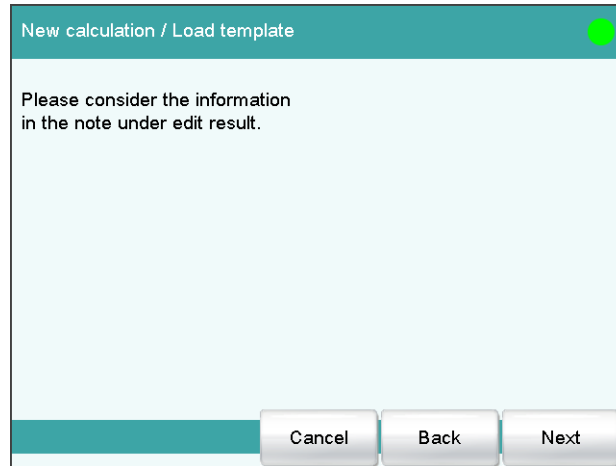 New calculation / Load template
Please consider the information
in the note under edit result.
Cancel
Back
Next